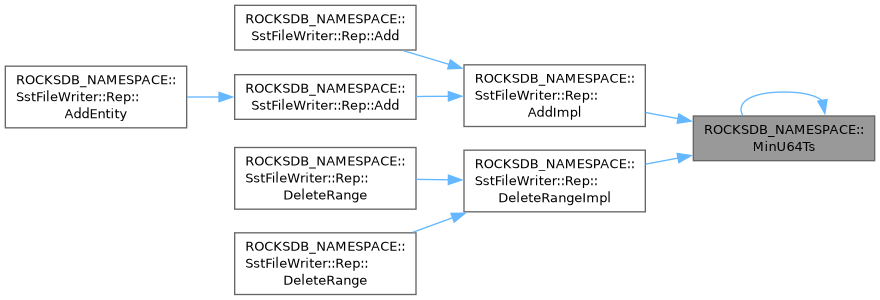 ROCKSDB_NAMESPACE::
SstFileWriter::Rep::Add
ROCKSDB_NAMESPACE::
SstFileWriter::Rep::
AddEntity
ROCKSDB_NAMESPACE::
SstFileWriter::Rep::Add
ROCKSDB_NAMESPACE::
SstFileWriter::Rep::
AddImpl
ROCKSDB_NAMESPACE::
MinU64Ts
ROCKSDB_NAMESPACE::
SstFileWriter::Rep::
DeleteRange
ROCKSDB_NAMESPACE::
SstFileWriter::Rep::
DeleteRangeImpl
ROCKSDB_NAMESPACE::
SstFileWriter::Rep::
DeleteRange